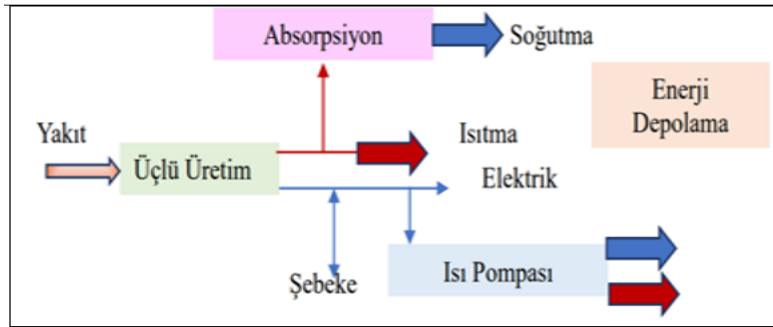 Absorpsiyon
Soğutma
Enerji
Depolama
Yakıt
Üçlü Üretim
Isıtma
Elektrik
Şebeke
Isı Pompası